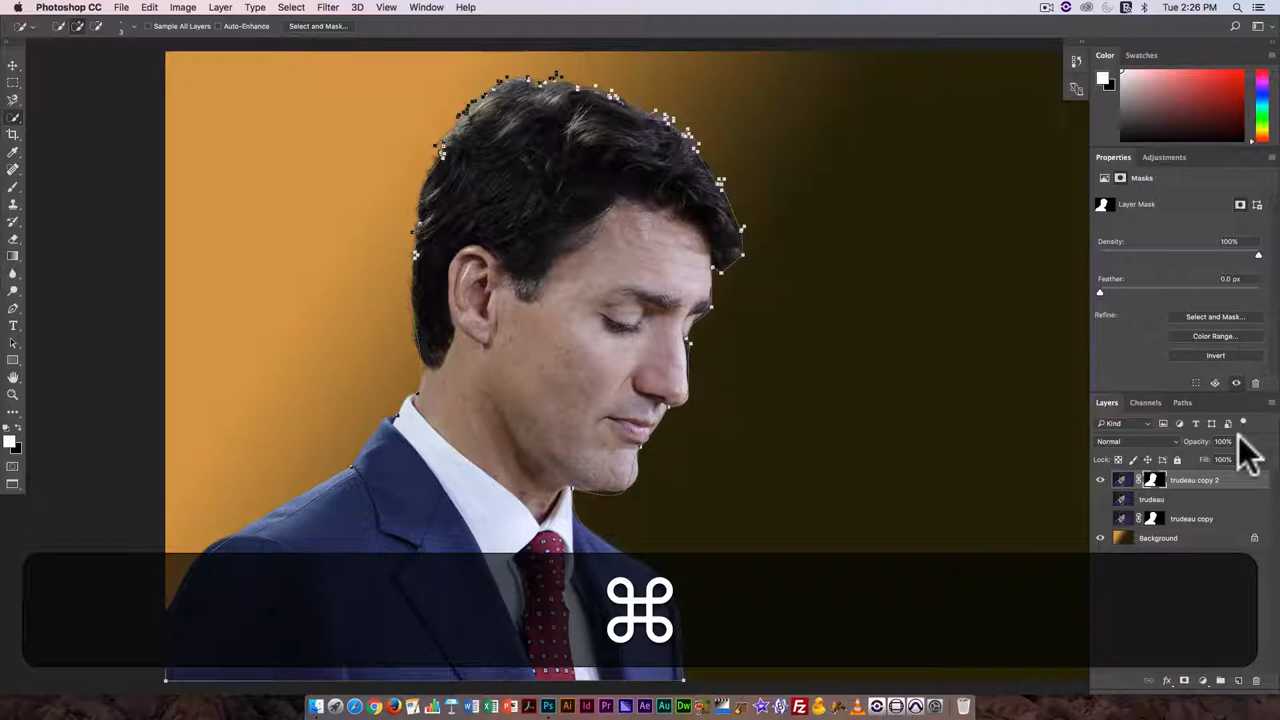 Photoshop CC File Edit Image Layer Type Select Filter 3D View Window Help Tue 2:26 PM
3 Sample All Layers Auto-Enhance Select and Mask...
Color Swatches
Properties Adjustments
Masks
Layer Mask
Density: 100%
Feather: 0.0 px
Refine: Select and Mask...
Color Range...
Invert
Layers Channels Paths
Kind
Normal Opacity: 100%
Lock: Fill: 100%
trudeau copy 2
trudeau
trudeau copy
Background
⌘